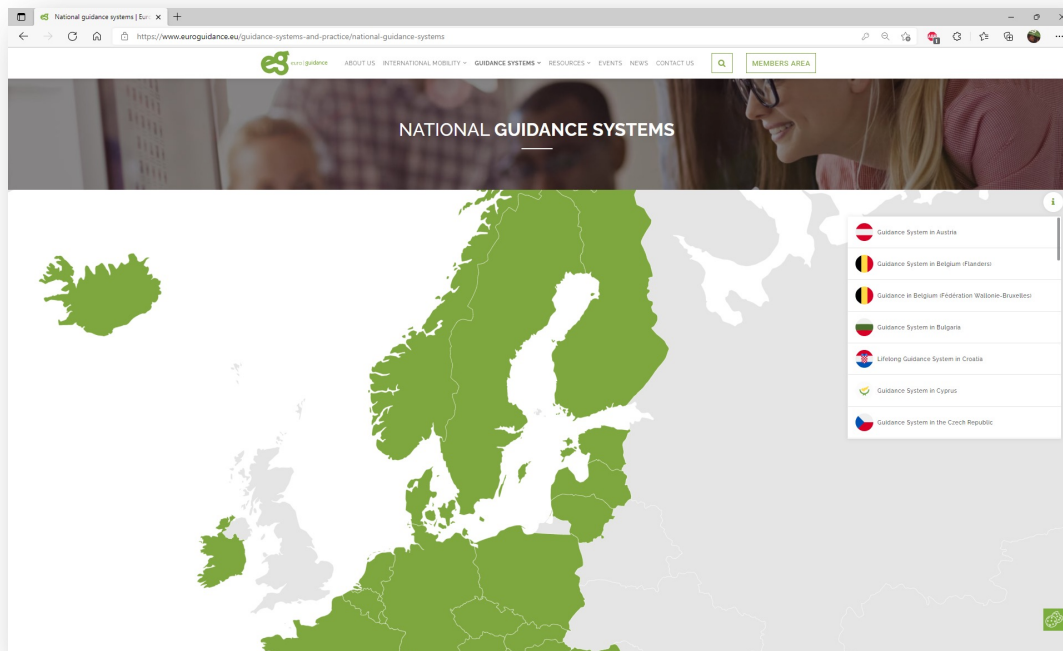 National guidance systems | Eur
https://www.euroguidance.eu/guidance-systems-and-practice/national-guidance-systems
euro|guidance ABOUT US INTERNATIONAL MOBILITY GUIDANCE SYSTEMS RESOURCES EVENTS NEWS CONTACT US MEMBERS AREA
NATIONAL GUIDANCE SYSTEMS
i
Guidance System in Austria
Guidance System in Belgium (Flanders)
Guidance in Belgium (Fédération Wallonie-Bruxelles)
Guidance System in Bulgaria
Lifelong Guidance System in Croatia
Guidance System in Cyprus
Guidance System in the Czech Republic